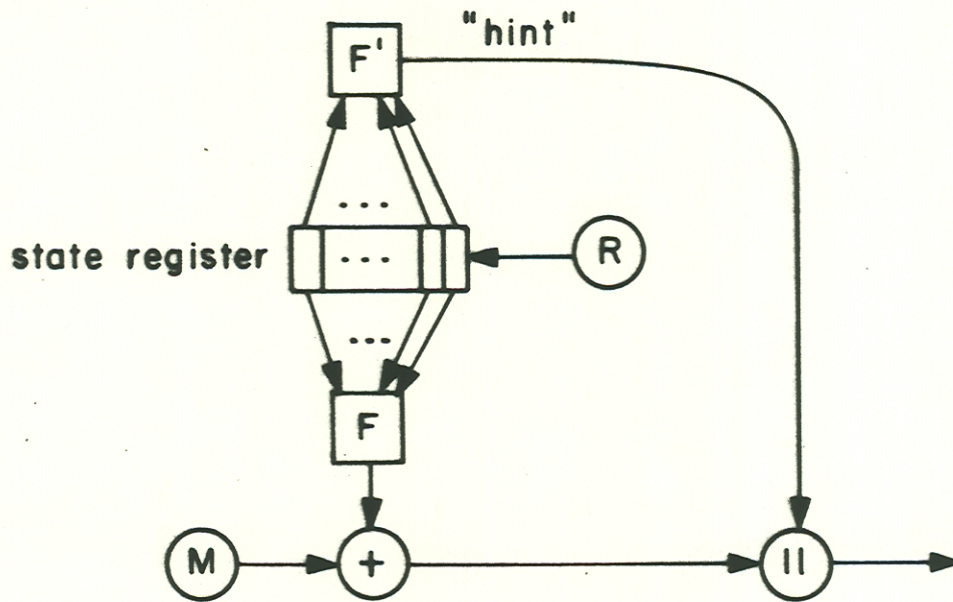 "hint"
F'
...
state register
...
R
...
F
M
+
||